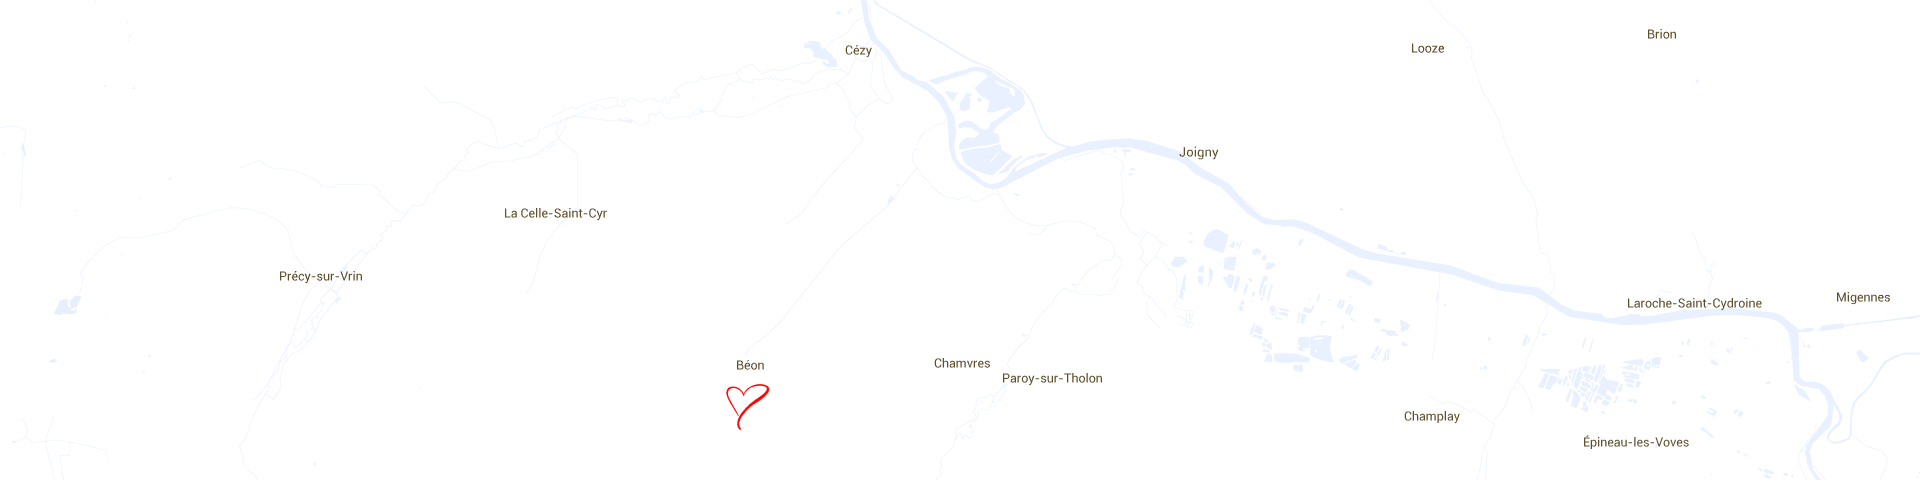 Brion
Cézy
Looze
Joigny
La Celle-Saint-Cyr
Précy-sur-Vrin
Laroche-Saint-Cydroine
Migennes
Béon
Chamvres
Paroy-sur-Tholon
Champlay
Épineau-les-Voves